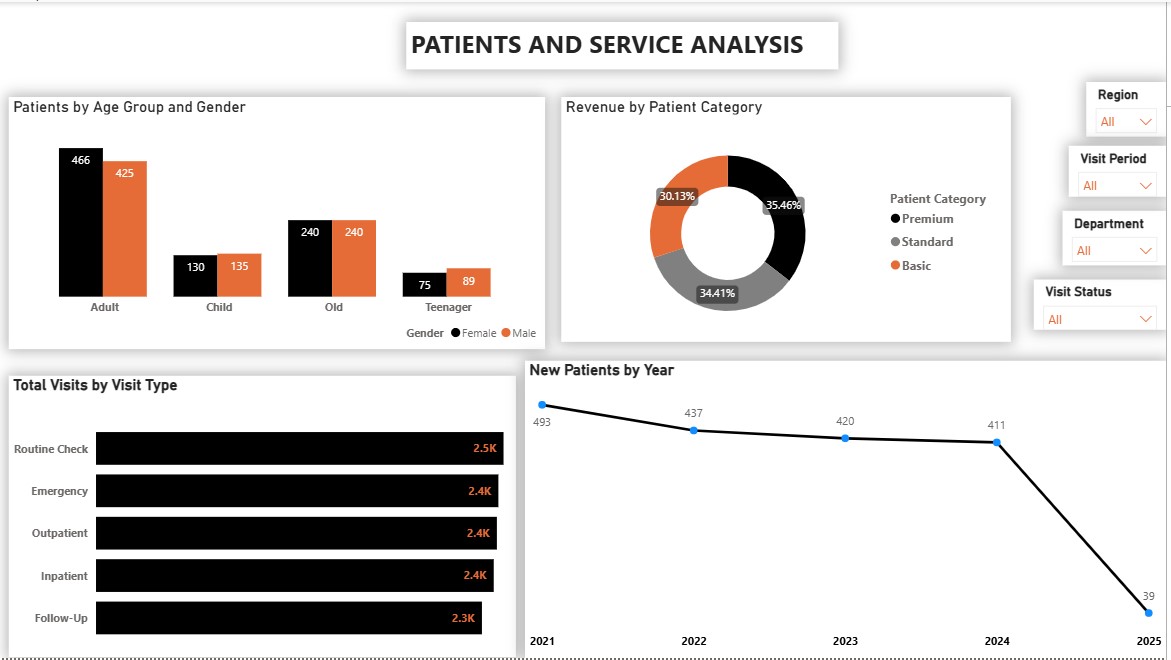 PATIENTS AND SERVICE ANALYSIS
Patients by Age Group and Gender
466
425
130
135
240
240
75
89
Adult
Child
Old
Teenager
Gender
Female
Male
Revenue by Patient Category
30.13%
35.46%
34.41%
Patient Category
Premium
Standard
Basic
Region
All
Visit Period
All
Department
All
Visit Status
All
Total Visits by Visit Type
Routine Check 2.5K
Emergency 2.4K
Outpatient 2.4K
Inpatient 2.4K
Follow-Up 2.3K
New Patients by Year
493
437
420
411
39
2021
2022
2023
2024
2025